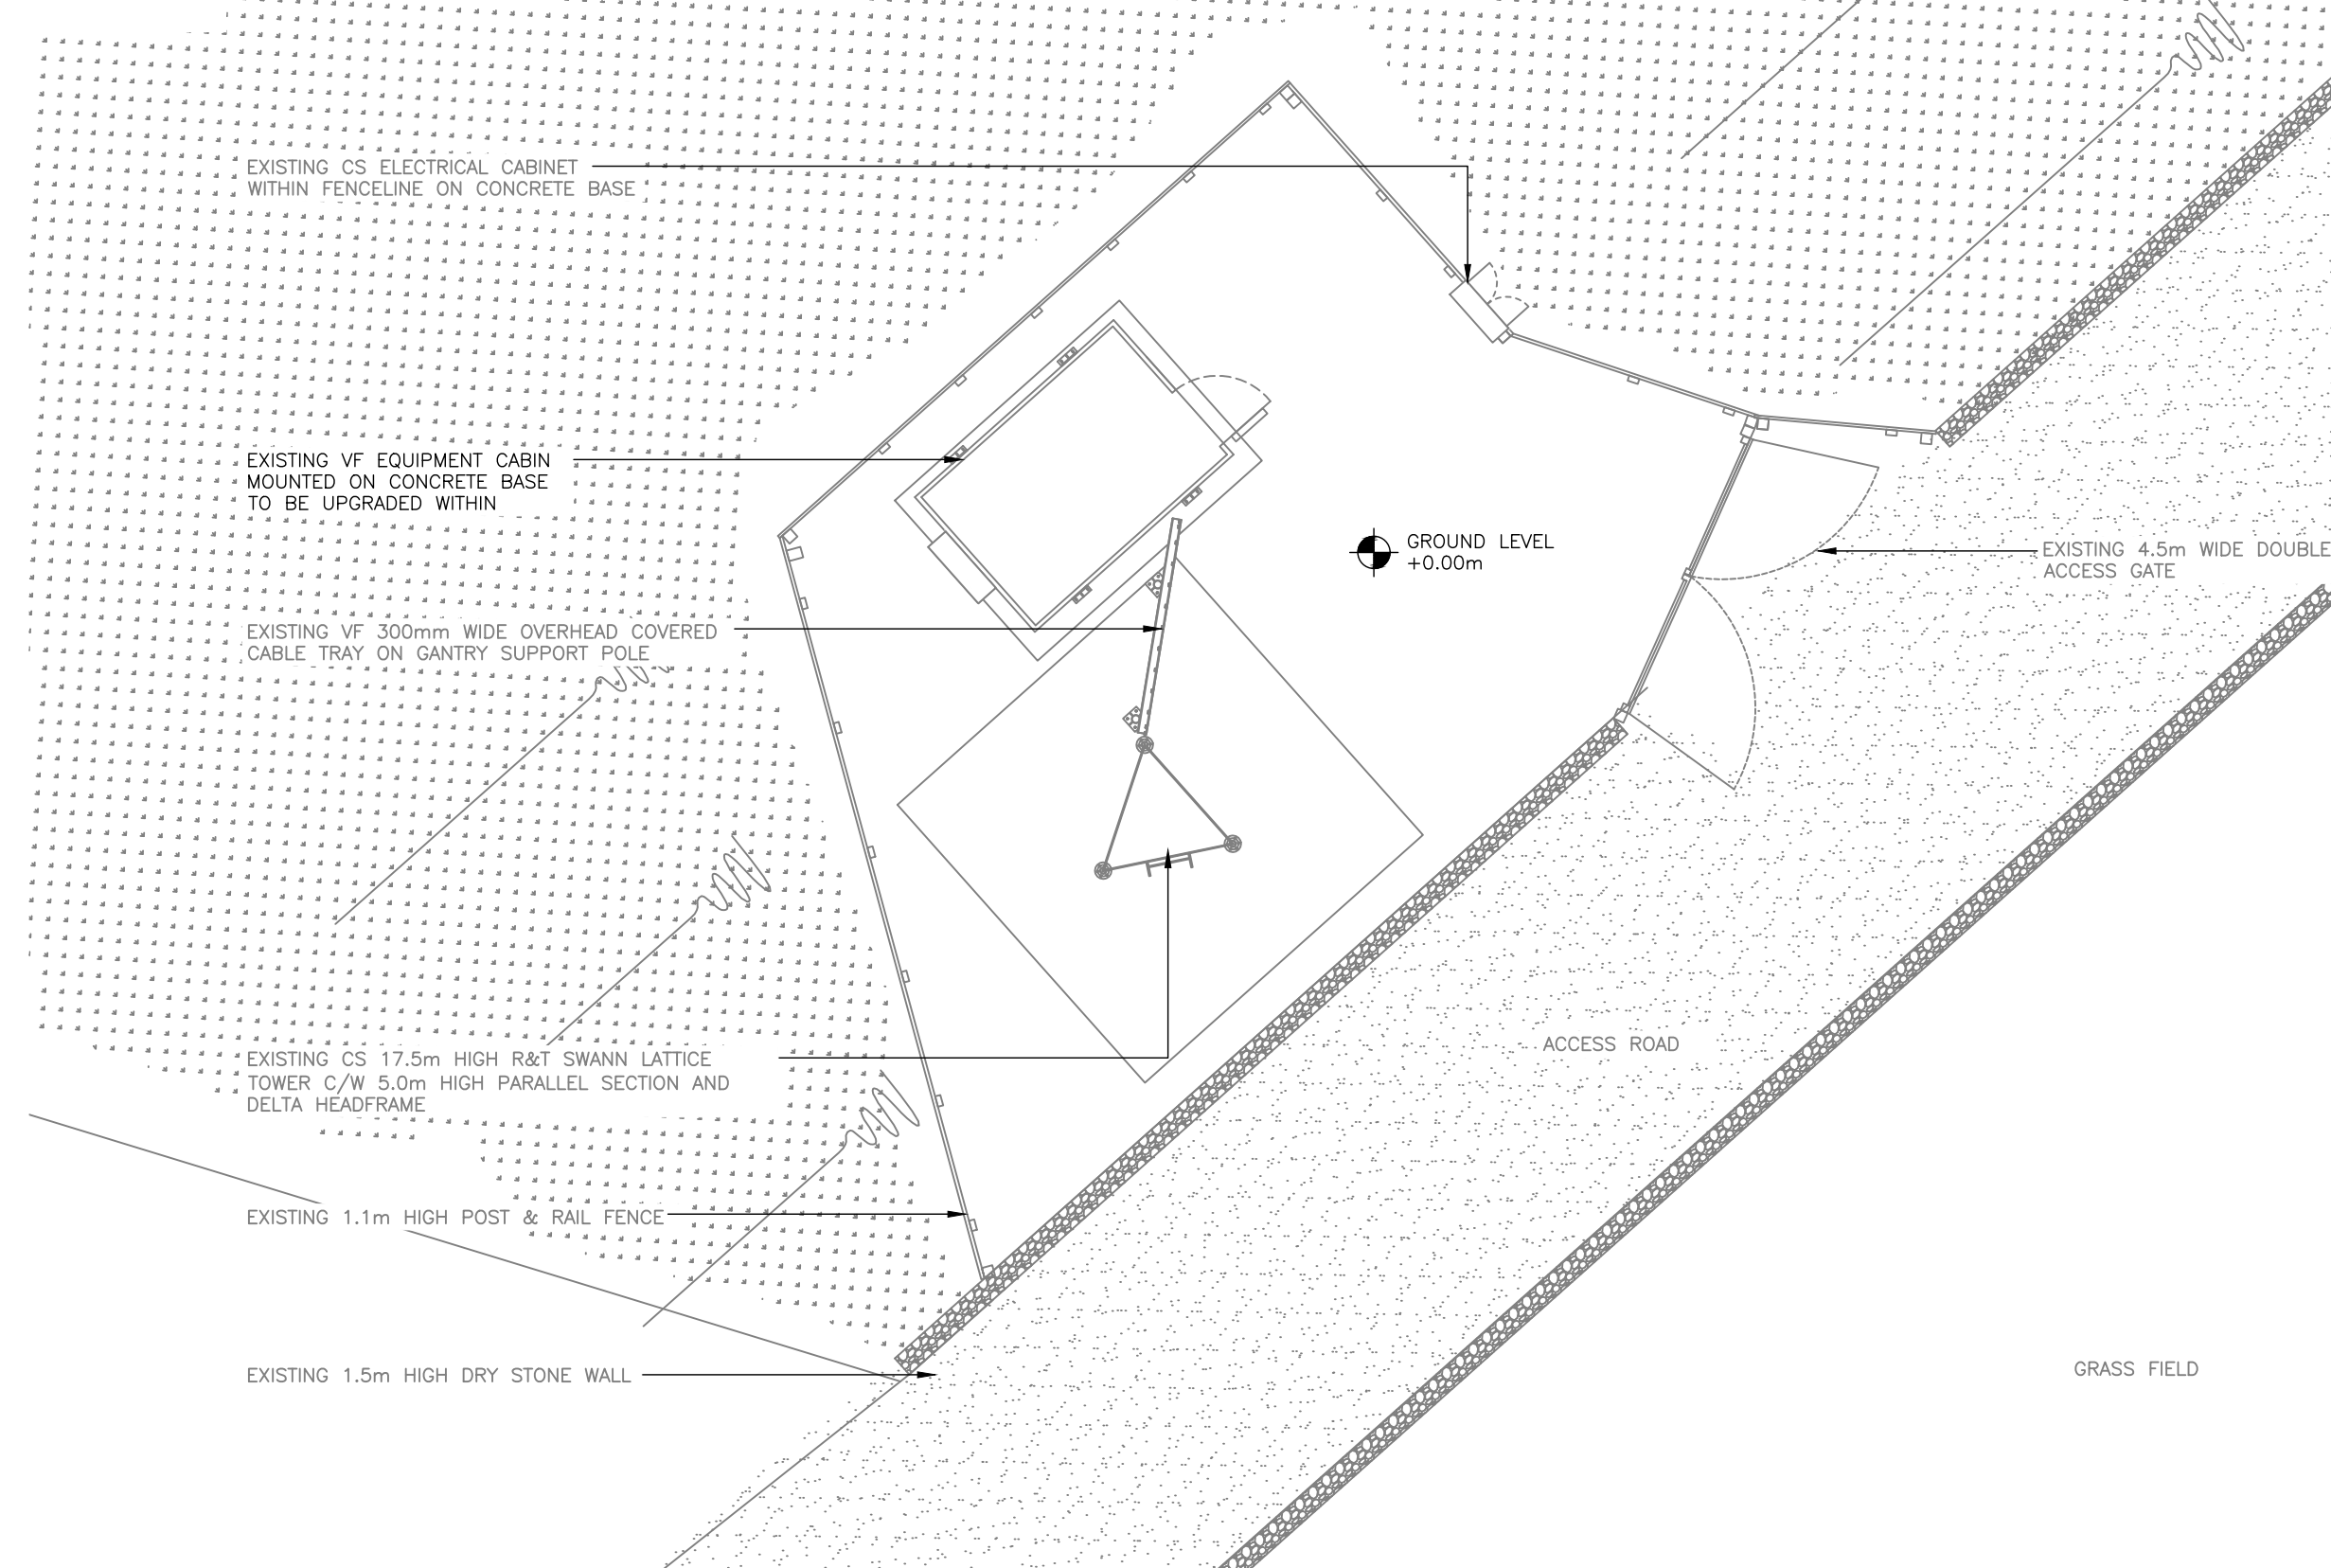 EXISTING CS ELECTRICAL CABINET
WITHIN FENCELINE ON CONCRETE BASE
EXISTING VF EQUIPMENT CABIN
MOUNTED ON CONCRETE BASE
TO BE UPGRADED WITHIN
GROUND LEVEL
+0.00m
EXISTING 4.5m WIDE DOUBLE
ACCESS GATE
EXISTING VF 300mm WIDE OVERHEAD COVERED
CABLE TRAY ON GANTRY SUPPORT POLE
ACCESS ROAD
EXISTING CS 17.5m HIGH R&T SWANN LATTICE
TOWER C/W 5.0m HIGH PARALLEL SECTION AND
DELTA HEADFRAME
EXISTING 1.1m HIGH POST & RAIL FENCE
EXISTING 1.5m HIGH DRY STONE WALL
GRASS FIELD